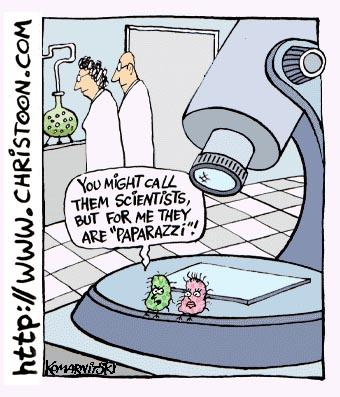 http://www.CHRISTOON.COM
YOU MIGHT CALL
THEM SCIENTISTS,
BUT FOR ME THEY
ARE "PAPARAZZi"!
KOMARNiTSKI